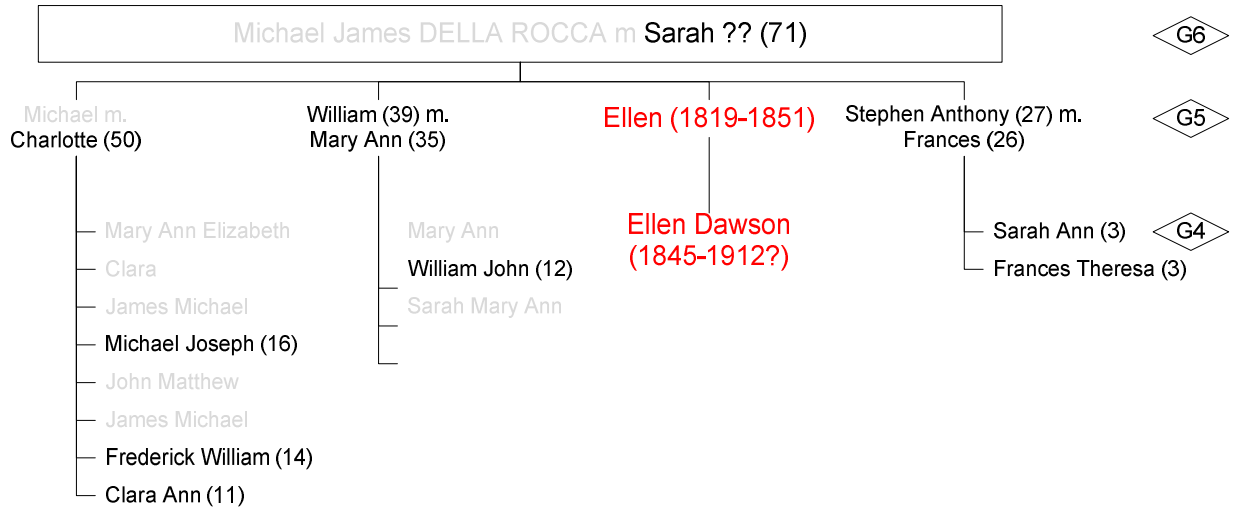 Michael James DELLA ROCCA m Sarah ?? (71)
G6
Michael m.
Charlotte (50)
William (39) m.
Mary Ann (35)
Ellen (1819-1851)
Stephen Anthony (27) m.
Frances (26)
G5
Mary Ann Elizabeth
Clara
James Michael
Michael Joseph (16)
John Matthew
James Michael
Frederick William (14)
Clara Ann (11)
Mary Ann
William John (12)
Sarah Mary Ann
Ellen Dawson
(1845-1912?)
Sarah Ann (3)
Frances Theresa (3)
G4